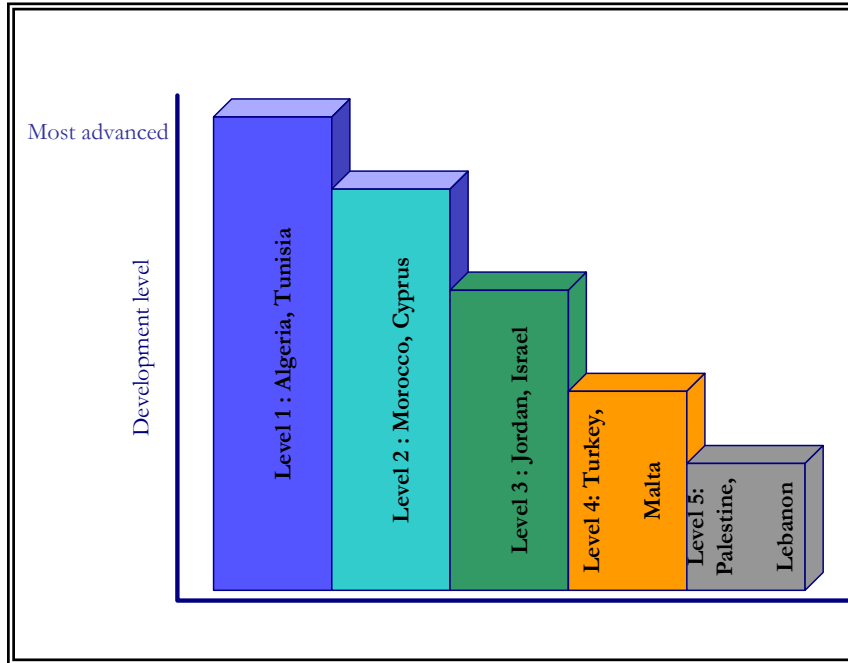 Most advanced
Development level
Level 1 : Algeria, Tunisia
Level 2 : Morocco, Cyprus
Level 3 : Jordan, Israel
Level 4: Turkey,
Malta
Level 5:
Palestine,
Lebanon